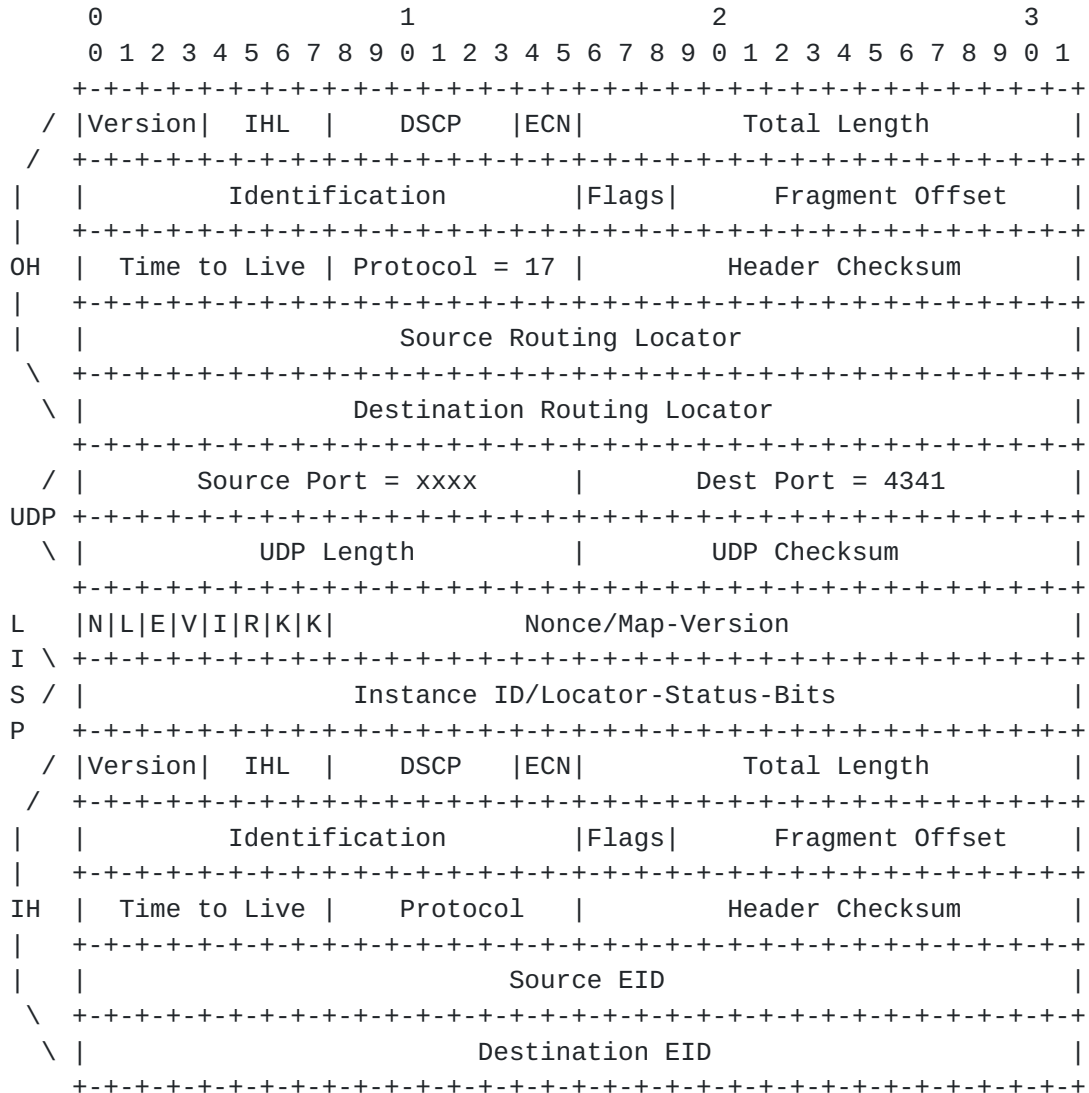 0                   1                   2                   3
     0 1 2 3 4 5 6 7 8 9 0 1 2 3 4 5 6 7 8 9 0 1 2 3 4 5 6 7 8 9 0 1
    +-+-+-+-+-+-+-+-+-+-+-+-+-+-+-+-+-+-+-+-+-+-+-+-+-+-+-+-+-+-+-+-+
  / |Version|  IHL  |    DSCP   |ECN|          Total Length         |
 /  +-+-+-+-+-+-+-+-+-+-+-+-+-+-+-+-+-+-+-+-+-+-+-+-+-+-+-+-+-+-+-+-+
|   |         Identification        |Flags|      Fragment Offset    |
|   +-+-+-+-+-+-+-+-+-+-+-+-+-+-+-+-+-+-+-+-+-+-+-+-+-+-+-+-+-+-+-+-+
OH  |  Time to Live | Protocol = 17 |         Header Checksum       |
|   +-+-+-+-+-+-+-+-+-+-+-+-+-+-+-+-+-+-+-+-+-+-+-+-+-+-+-+-+-+-+-+-+
|   |                    Source Routing Locator                     |
 \  +-+-+-+-+-+-+-+-+-+-+-+-+-+-+-+-+-+-+-+-+-+-+-+-+-+-+-+-+-+-+-+-+
  \ |                 Destination Routing Locator                   |
    +-+-+-+-+-+-+-+-+-+-+-+-+-+-+-+-+-+-+-+-+-+-+-+-+-+-+-+-+-+-+-+-+
  / |       Source Port = xxxx      |       Dest Port = 4341        |
UDP +-+-+-+-+-+-+-+-+-+-+-+-+-+-+-+-+-+-+-+-+-+-+-+-+-+-+-+-+-+-+-+-+
  \ |           UDP Length          |        UDP Checksum           |
    +-+-+-+-+-+-+-+-+-+-+-+-+-+-+-+-+-+-+-+-+-+-+-+-+-+-+-+-+-+-+-+-+
L   |N|L|E|V|I|R|K|K|            Nonce/Map-Version                  |
I \ +-+-+-+-+-+-+-+-+-+-+-+-+-+-+-+-+-+-+-+-+-+-+-+-+-+-+-+-+-+-+-+-+
S / |                 Instance ID/Locator-Status-Bits               |
P   +-+-+-+-+-+-+-+-+-+-+-+-+-+-+-+-+-+-+-+-+-+-+-+-+-+-+-+-+-+-+-+-+
  / |Version|  IHL  |    DSCP   |ECN|          Total Length         |
 /  +-+-+-+-+-+-+-+-+-+-+-+-+-+-+-+-+-+-+-+-+-+-+-+-+-+-+-+-+-+-+-+-+
|   |         Identification        |Flags|      Fragment Offset    |
|   +-+-+-+-+-+-+-+-+-+-+-+-+-+-+-+-+-+-+-+-+-+-+-+-+-+-+-+-+-+-+-+-+
IH  |  Time to Live |    Protocol   |         Header Checksum       |
|   +-+-+-+-+-+-+-+-+-+-+-+-+-+-+-+-+-+-+-+-+-+-+-+-+-+-+-+-+-+-+-+-+
|   |                           Source EID                          |
 \  +-+-+-+-+-+-+-+-+-+-+-+-+-+-+-+-+-+-+-+-+-+-+-+-+-+-+-+-+-+-+-+-+
  \ |                         Destination EID                       |
    +-+-+-+-+-+-+-+-+-+-+-+-+-+-+-+-+-+-+-+-+-+-+-+-+-+-+-+-+-+-+-+-+